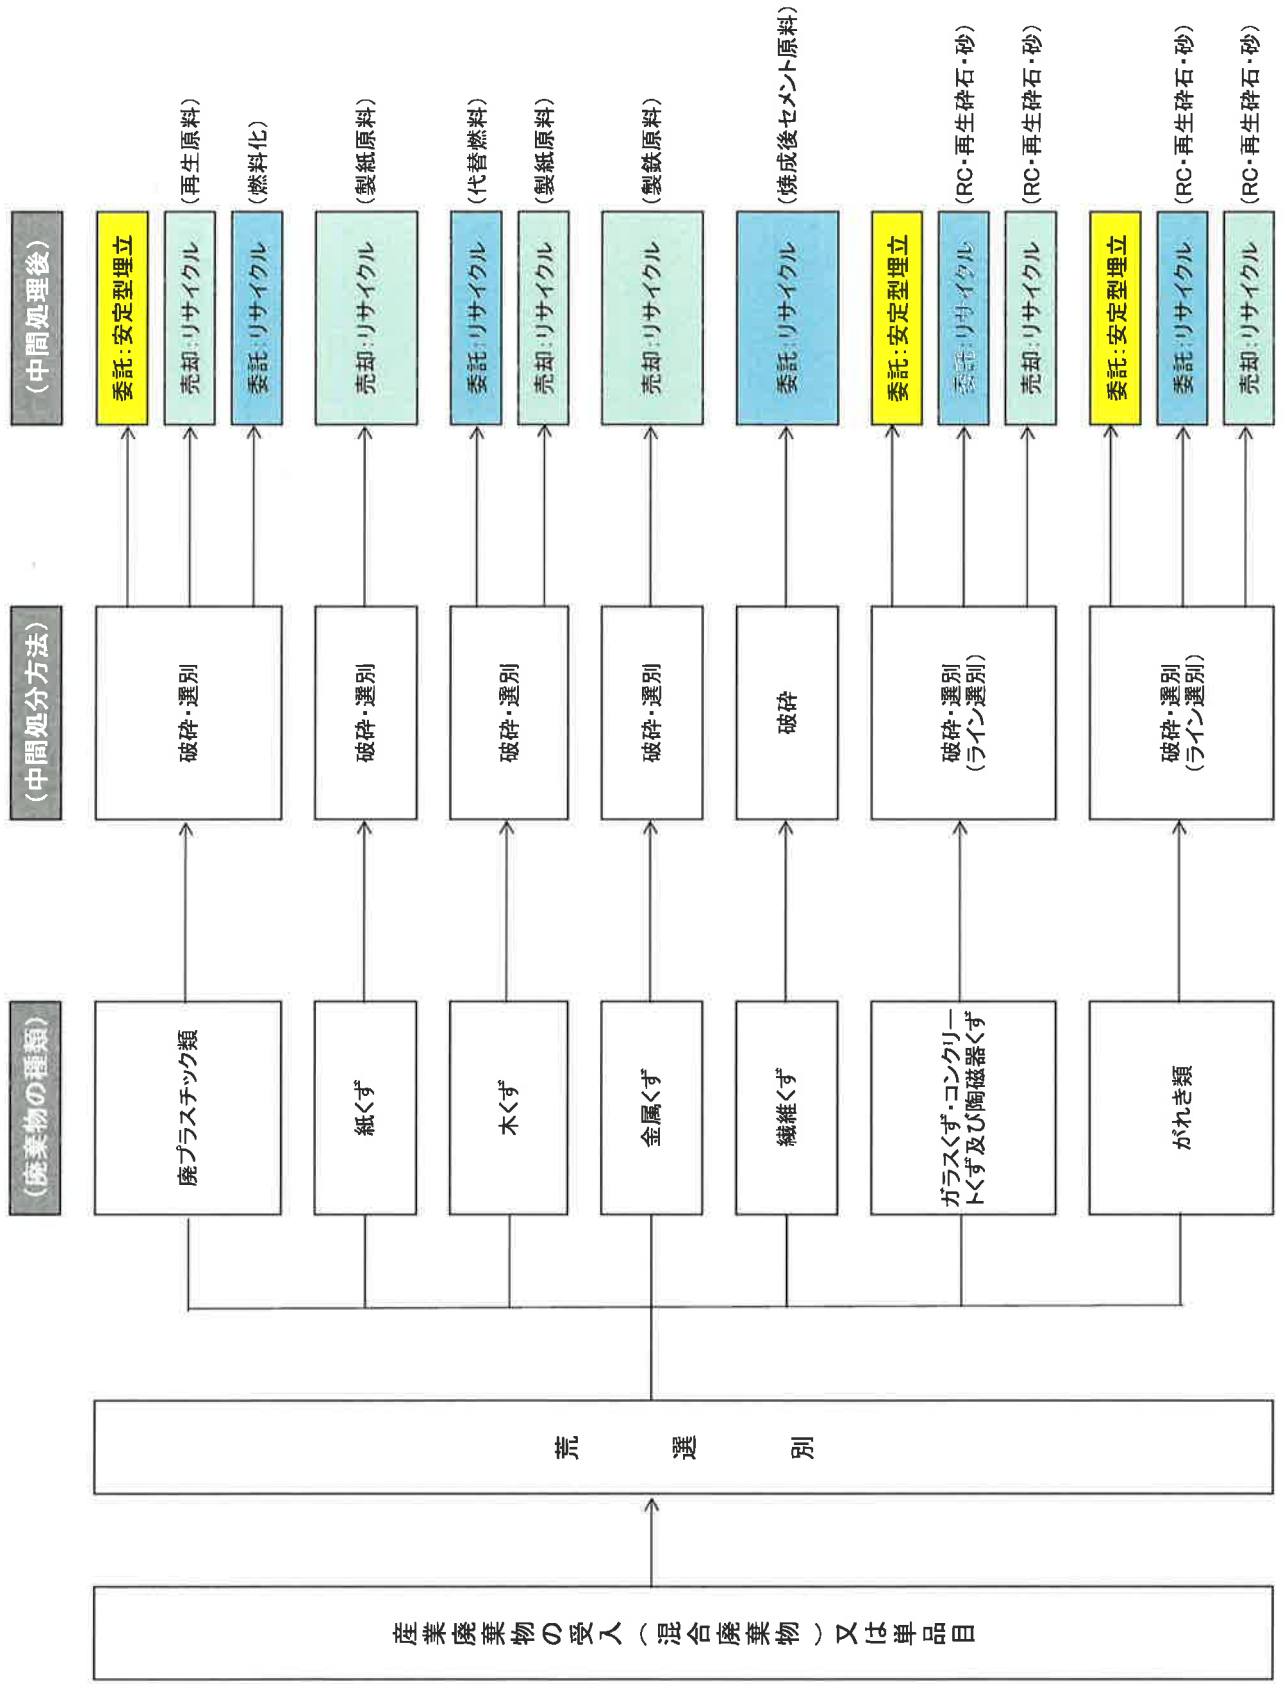 産業廃棄物の受入(混合廃棄物)又は単品目
荒選別
(廃棄物の種類)
廃プラスチック類
紙くず
木くず
金属くず
繊維くず
ガラスくず・コンクリー
トくず及び陶磁器くず
がれき類
(中間処分方法)
破砕・選別
破砕・選別
破砕・選別
破砕・選別
破砕
破砕・選別
(ライン選別)
破砕・選別
(ライン選別)
(中間処理後)
委託:安定型埋立
売却:リサイクル (再生原料)
委託:リサイクル (燃料化)
売却:リサイクル (製紙原料)
委託:リサイクル (代替燃料)
売却:リサイクル (製紙原料)
売却:リサイクル (製鉄原料)
委託:リサイクル (焼成後セメント原料)
委託:安定型埋立
委託:リサイクル (RC・再生砕石・砂)
売却:リサイクル (RC・再生砕石・砂)
委託:安定型埋立
委託:リサイクル (RC・再生砕石・砂)
売却:リサイクル (RC・再生砕石・砂)